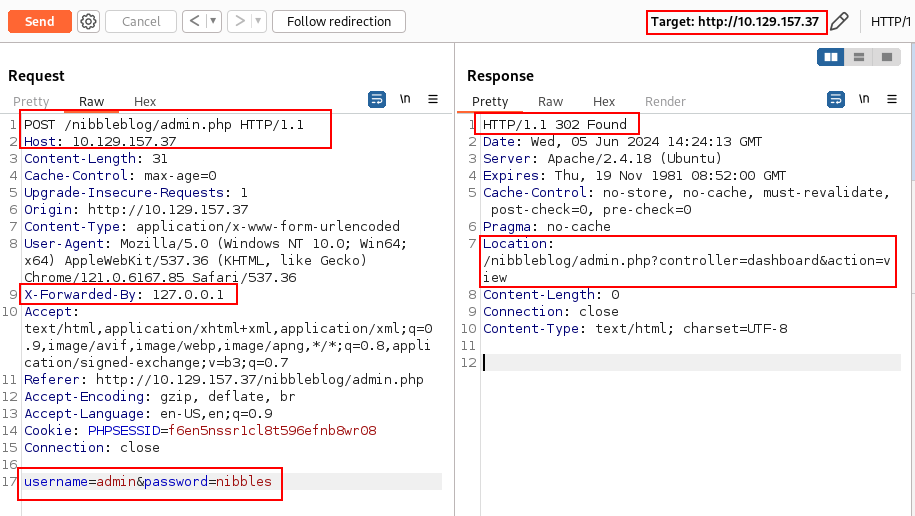 Send
Cancel
<
>
Follow redirection
Target: http://10.129.157.37
HTTP/1
Request
Pretty Raw Hex
\n
1 POST /nibbleblog/admin.php HTTP/1.1
2 Host: 10.129.157.37
3 Content-Length: 31
4 Cache-Control: max-age=0
5 Upgrade-Insecure-Requests: 1
6 Origin: http://10.129.157.37
7 Content-Type: application/x-www-form-urlencoded
8 User-Agent: Mozilla/5.0 (Windows NT 10.0; Win64;
x64) AppleWebKit/537.36 (KHTML, like Gecko)
Chrome/121.0.6167.85 Safari/537.36
9 X-Forwarded-By: 127.0.0.1
10 Accept:
text/html,application/xhtml+xml,application/xml;q=0
.9,image/avif,image/webp,image/apng,*/*;q=0.8,appli
cation/signed-exchange;v=b3;q=0.7
11 Referer: http://10.129.157.37/nibbleblog/admin.php
12 Accept-Encoding: gzip, deflate, br
13 Accept-Language: en-US,en;q=0.9
14 Cookie: PHPSESSID=f6en5nssr1cl8t596efnb8wr08
15 Connection: close
16
17 username=admin&password=nibbles
Response
Pretty Raw Hex Render
\n
1 HTTP/1.1 302 Found
2 Date: Wed, 05 Jun 2024 14:24:13 GMT
3 Server: Apache/2.4.18 (Ubuntu)
4 Expires: Thu, 19 Nov 1981 08:52:00 GMT
5 Cache-Control: no-store, no-cache, must-revalidate,
post-check=0, pre-check=0
6 Pragma: no-cache
7 Location:
/nibbleblog/admin.php?controller=dashboard&action=v
iew
8 Content-Length: 0
9 Connection: close
10 Content-Type: text/html; charset=UTF-8
11
12